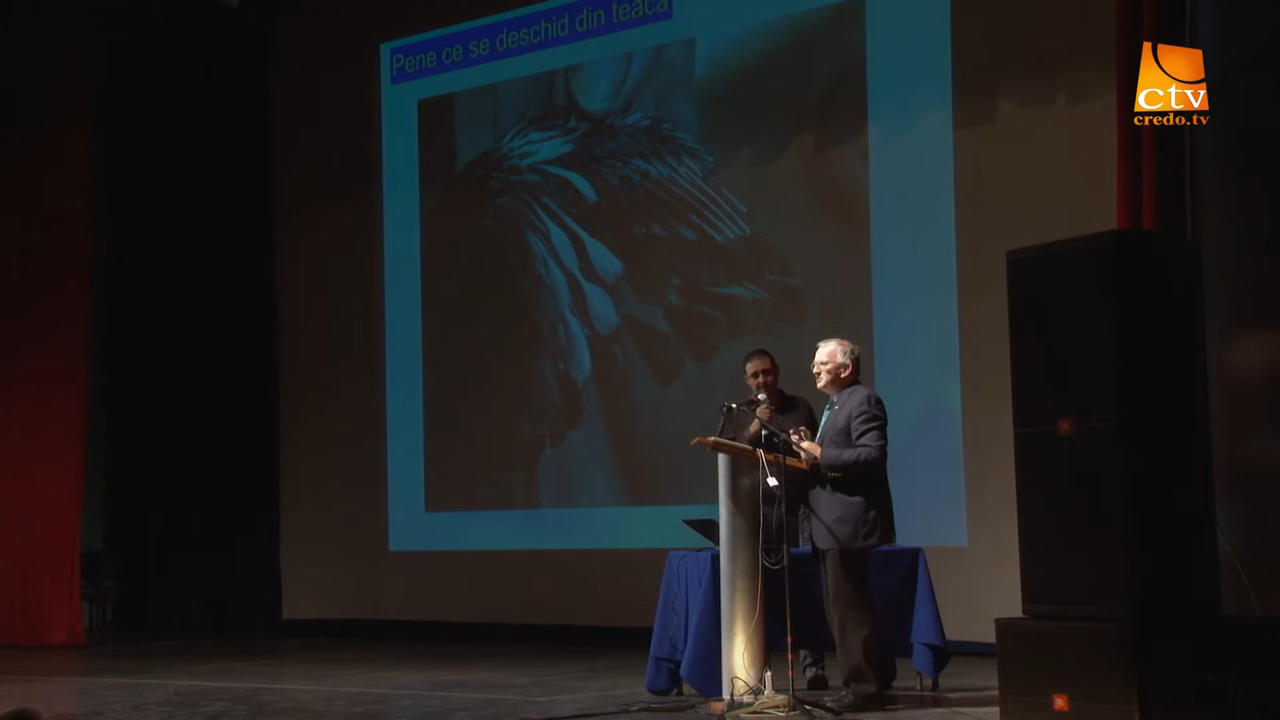 Pene ce se deschid din teacă
ctv
credo.tv